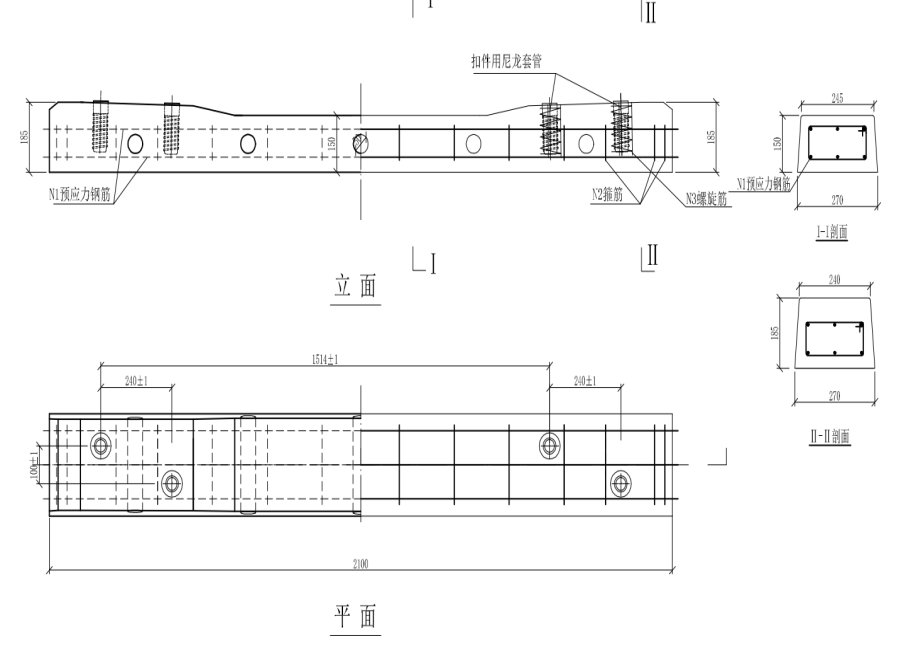 I
II
扣件用尼龙套管
185
150
185
N1预应力钢筋
N2箍筋
N3螺旋筋
245
150
N1预应力钢筋
270
I-I剖面
I
II
立 面
240
185
270
II-II剖面
1514±1
240±1
240±1
100±1
2100
平 面